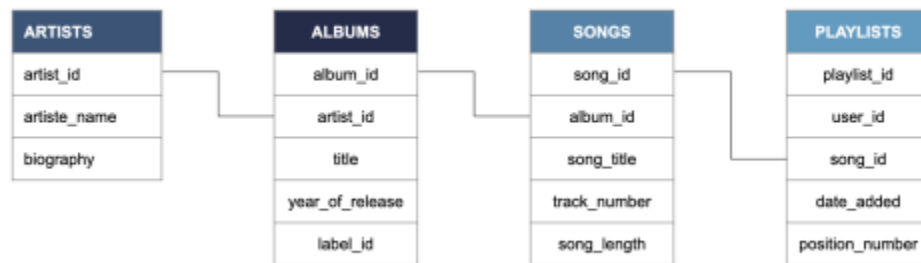 ARTISTS
artist_id
artiste_name
biography
ALBUMS
album_id
artist_id
title
year_of_release
label_id
SONGS
song_id
album_id
song_title
track_number
song_length
PLAYLISTS
playlist_id
user_id
song_id
date_added
position_number